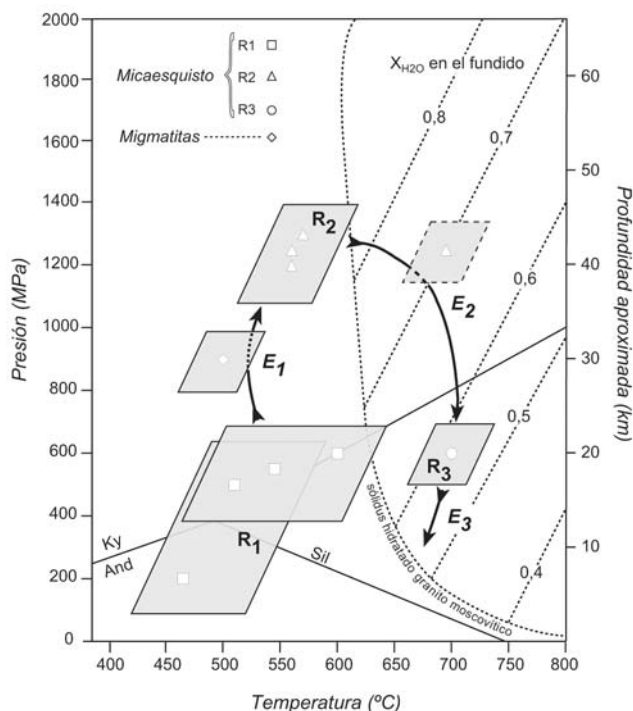 2000
1800
1600
1400
1200
1000
800
600
400
200
0
Presión (MPa)
R1
Micaesquisto
R2
R3
Migmatitas
X_H2O en el fundido
0,8
0,7
0,6
0,5
0,4
R2
E2
E1
R1
R3
E3
Ky
And
Sil
sólidus hidratado granito moscovítico
60
50
40
30
20
10
Profundidad aproximada (km)
400 450 500 550 600 650 700 750 800
Temperatura (ºC)